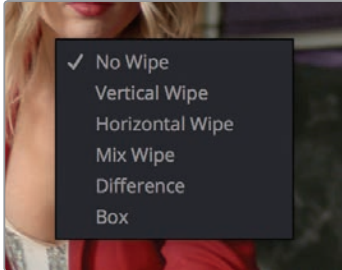 ✓ No Wipe
Vertical Wipe
Horizontal Wipe
Mix Wipe
Difference
Box